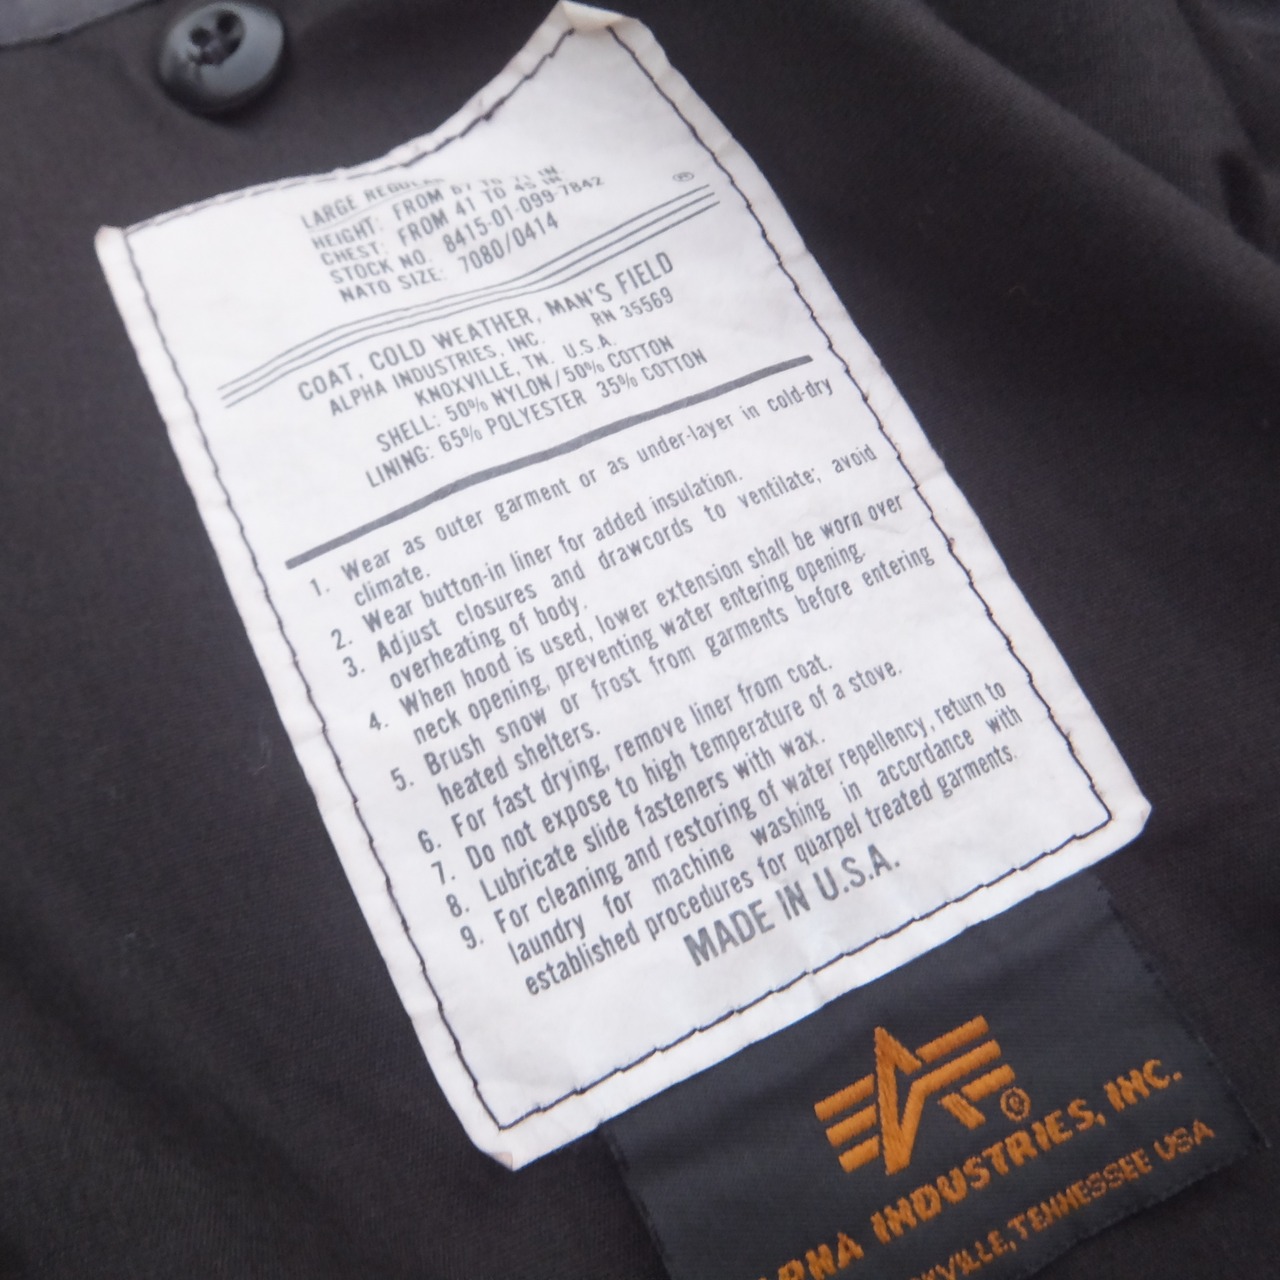 LARGE REGULAR
HEIGHT: FROM 67 TO 71 IN.
CHEST: FROM 41 TO 45 IN.
STOCK NO. 8415-01-099-7842
NATO SIZE: 7080/0414
COAT, COLD WEATHER, MAN'S FIELD
ALPHA INDUSTRIES, INC. RN 35569
KNOXVILLE, TN. U.S.A.
SHELL: 50% NYLON/50% COTTON
LINING: 65% POLYESTER 35% COTTON
1. Wear as outer garment or as under-layer in cold-dry
climate.
2. Wear button-in liner for added insulation.
3. Adjust closures and drawcords to ventilate; avoid
overheating of body.
4. When hood is used, lower extension shall be worn over
neck opening, preventing water entering opening.
5. Brush snow or frost from garments before entering
heated shelters.
6. For fast drying, remove liner from coat.
7. Do not expose to high temperature of a stove.
8. Lubricate slide fasteners with wax.
9. For cleaning and restoring of water repellency, return to
laundry for machine washing in accordance with
established procedures for quarpel treated garments.
MADE IN U.S.A.
®
ALPHA INDUSTRIES, INC.
XVILLE, TENNESSEE USA